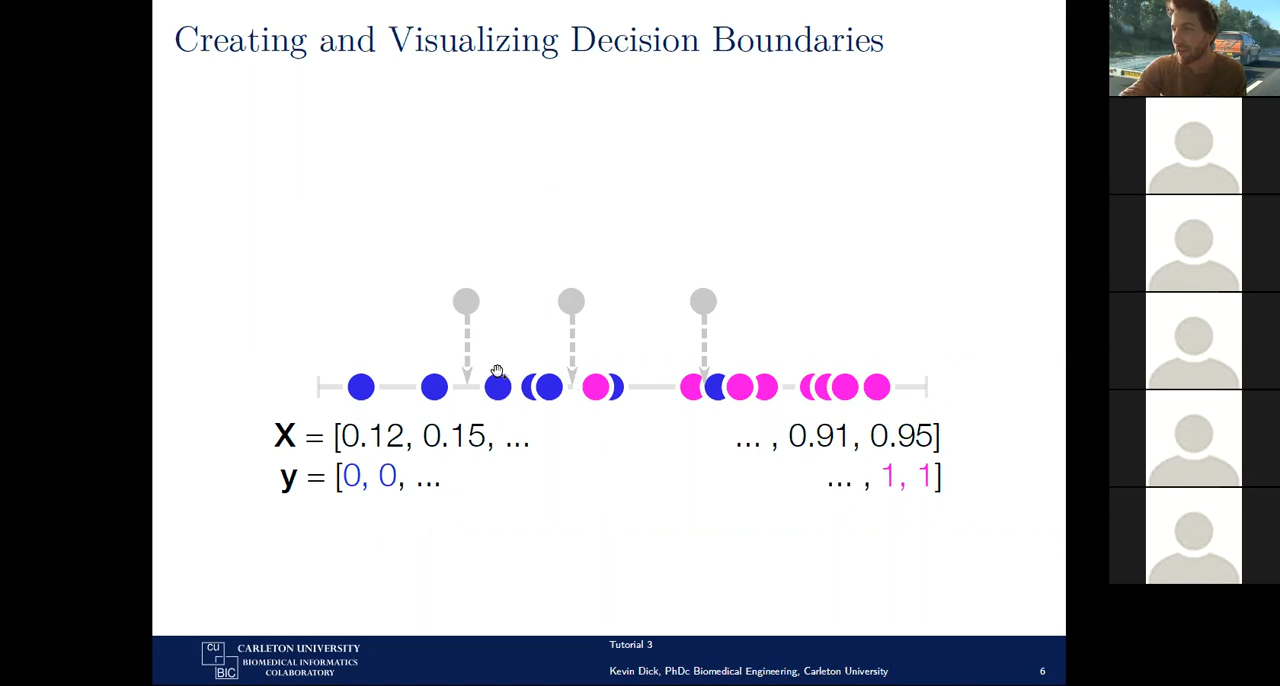 Creating and Visualizing Decision Boundaries
X = [0.12, 0.15, ... ... , 0.91, 0.95]
y = [0, 0, ... ... , 1, 1]
CU
BIC
CARLETON UNIVERSITY
BIOMEDICAL INFORMATICS
COLABORATORY
Tutorial 3
Kevin Dick, PhDc Biomedical Engineering, Carleton University
6